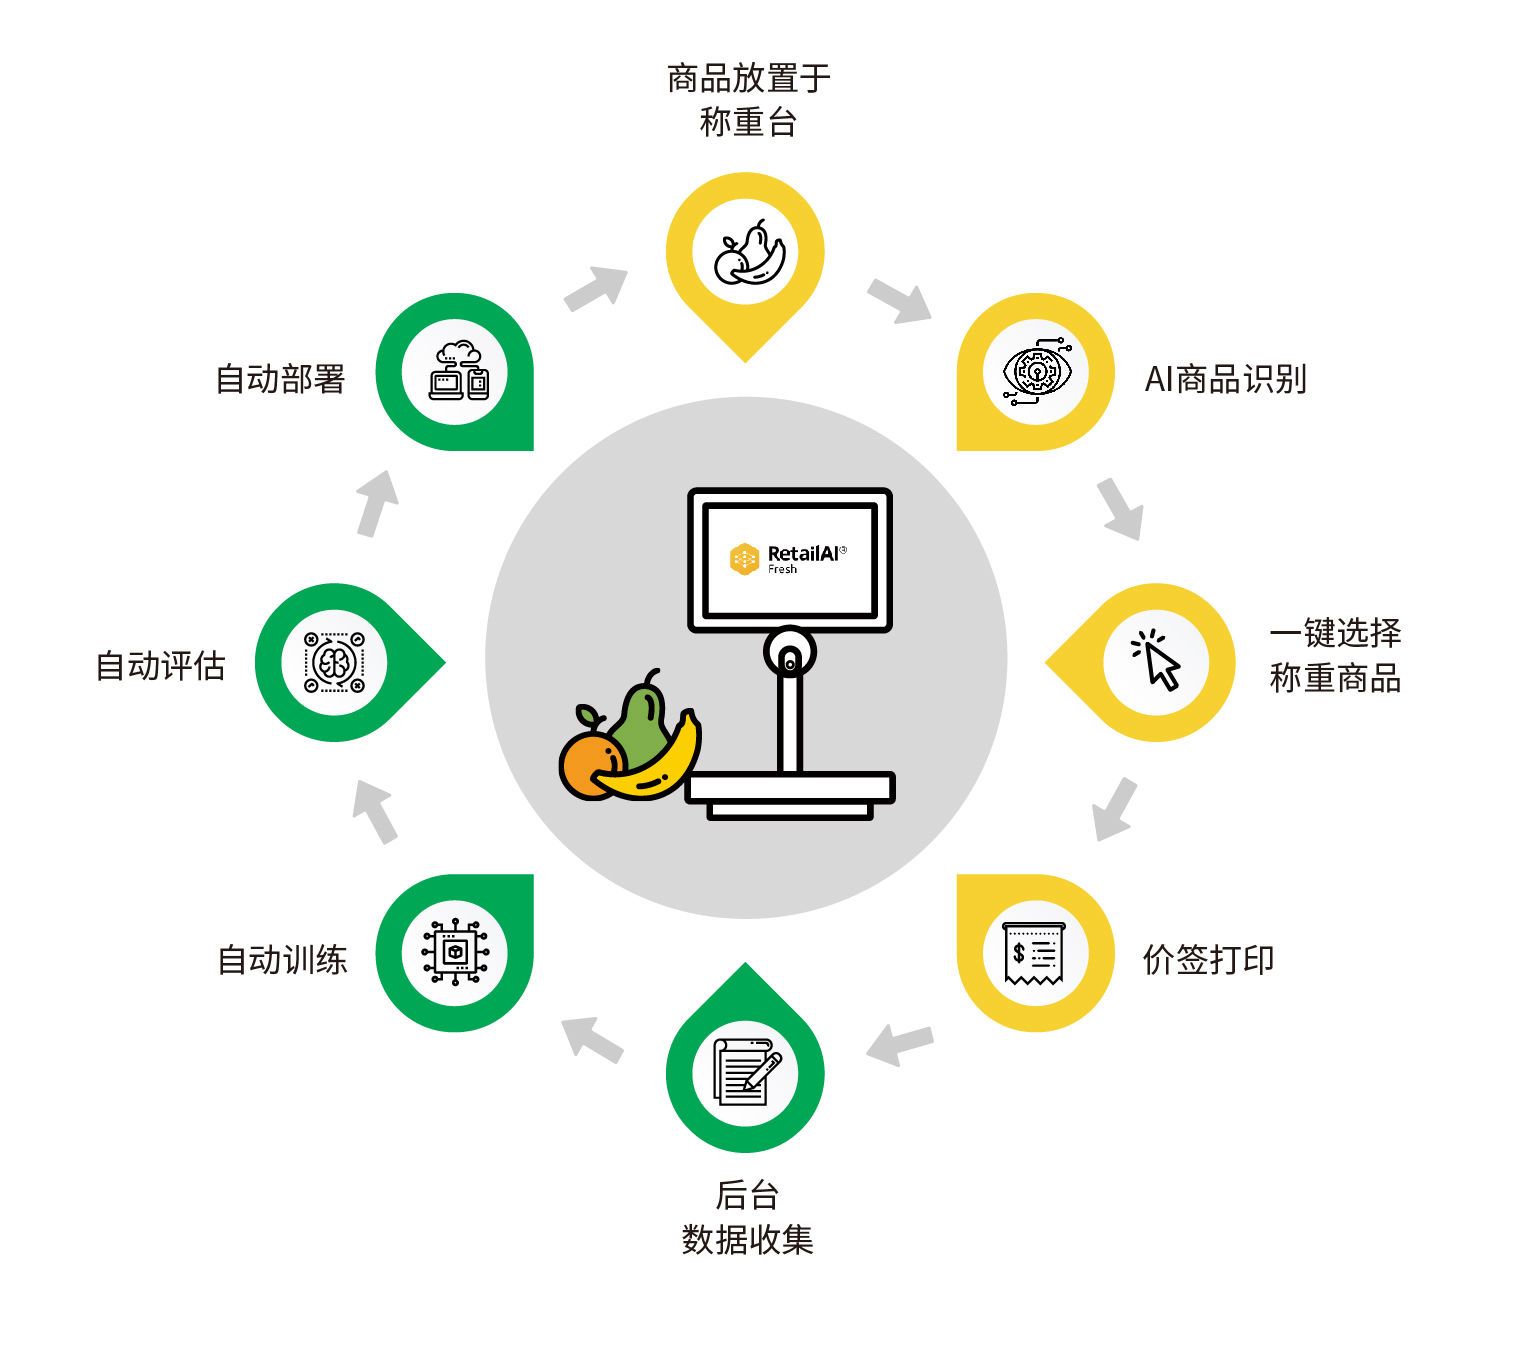 商品放置于
称重台
AI商品识别
一键选择
称重商品
价签打印
后台
数据收集
自动训练
自动评估
自动部署
RetailAI
Fresh
$